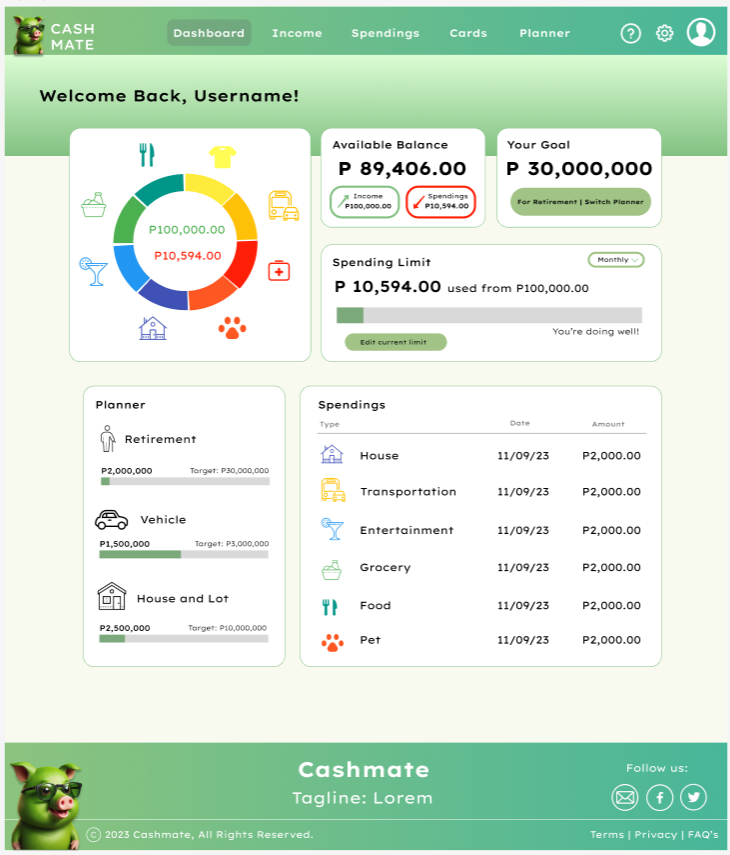 CASH
MATE
Dashboard
Income
Spendings
Cards
Planner
?
Welcome Back, Username!
P100,000.00
P10,594.00
Available Balance
P 89,406.00
Income
P100,000.00
Spendings
P10,594.00
Your Goal
P 30,000,000
For Retirement | Switch Planner
Spending Limit
Monthly
P 10,594.00 used from P100,000.00
You're doing well!
Edit current limit
Planner
Retirement
P2,000,000 Target: P30,000,000
Vehicle
P1,500,000 Target: P3,000,000
House and Lot
P2,500,000 Target: P10,000,000
Spendings
Type Date Amount
House 11/09/23 P2,000.00
Transportation 11/09/23 P2,000.00
Entertainment 11/09/23 P2,000.00
Grocery 11/09/23 P2,000.00
Food 11/09/23 P2,000.00
Pet 11/09/23 P2,000.00
Cashmate
Tagline: Lorem
Follow us:
© 2023 Cashmate, All Rights Reserved.
Terms | Privacy | FAQ's